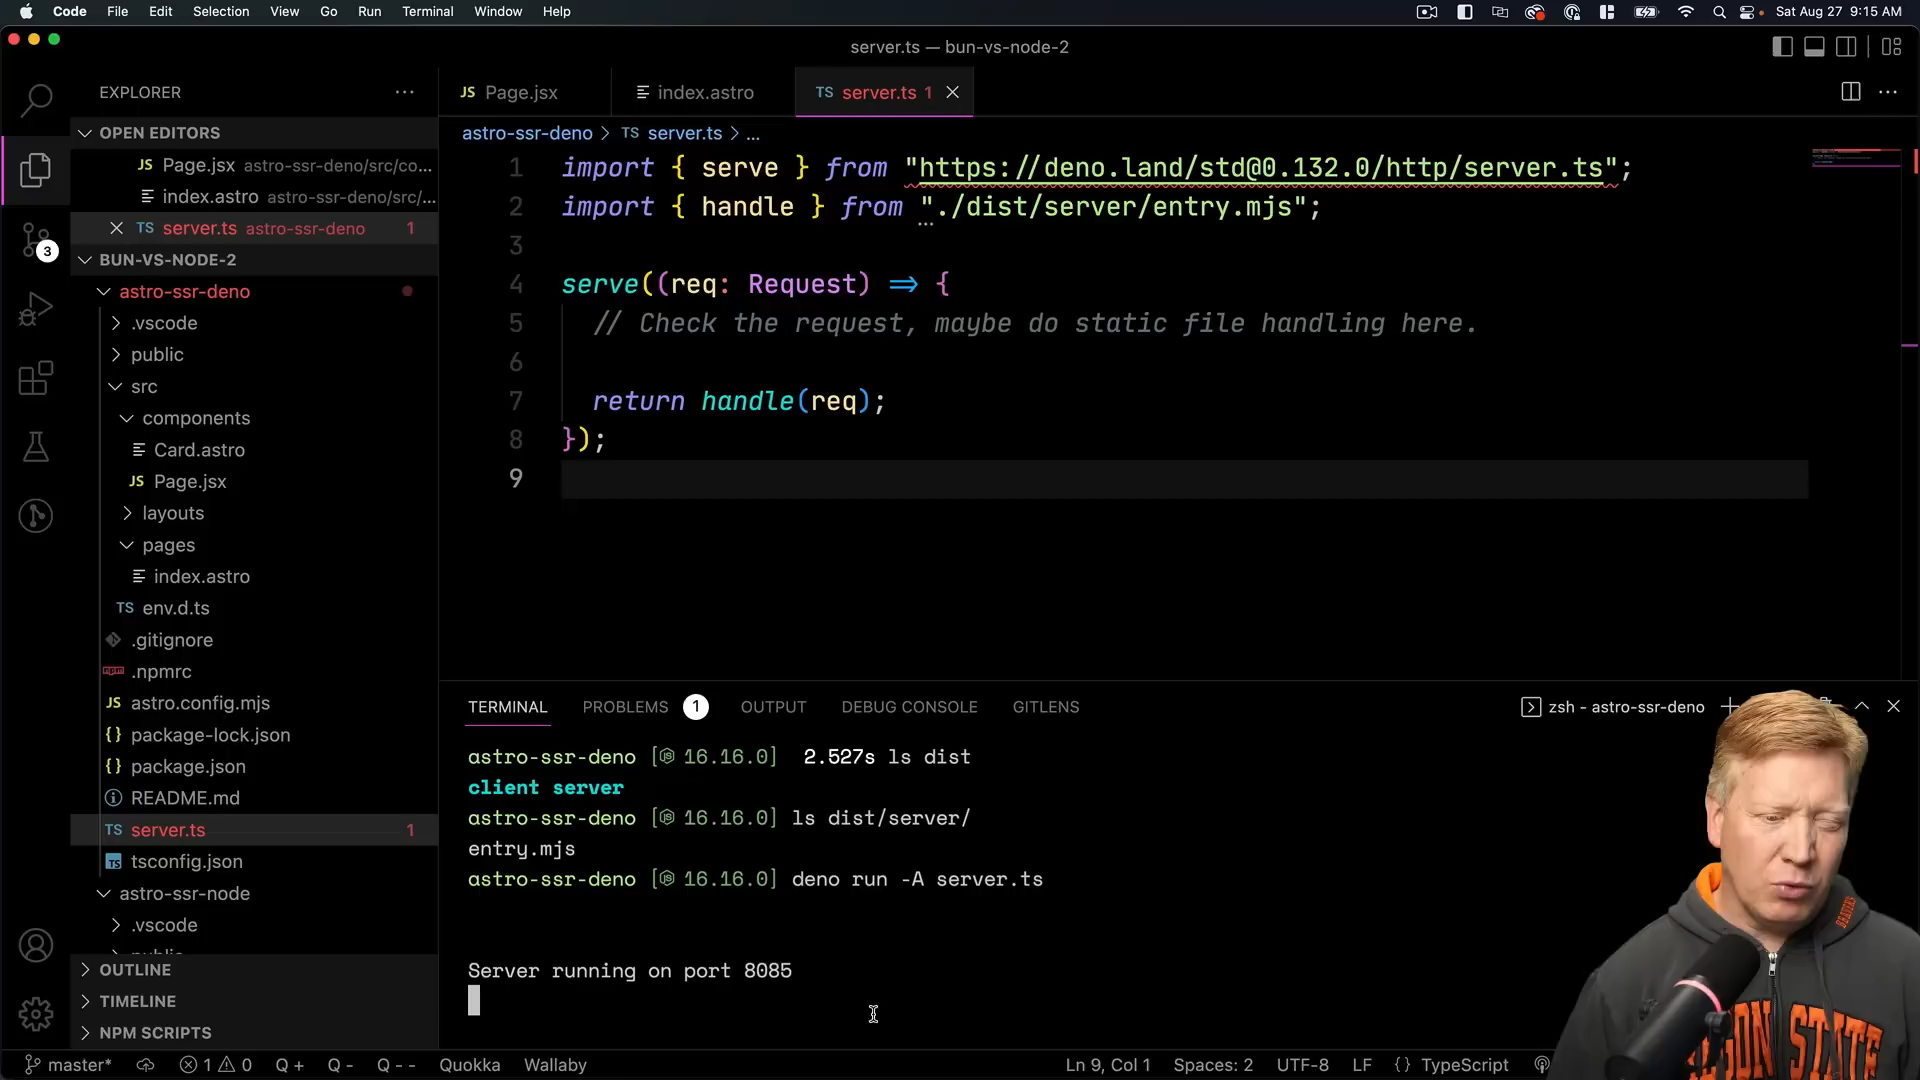 Code File Edit Selection View Go Run Terminal Window Help Sat Aug 27 9:15 AM
server.ts — bun-vs-node-2
EXPLORER
OPEN EDITORS
JS Page.jsx astro-ssr-deno/src/co...
index.astro astro-ssr-deno/src/...
TS server.ts astro-ssr-deno 1
BUN-VS-NODE-2
astro-ssr-deno
.vscode
public
src
components
Card.astro
JS Page.jsx
layouts
pages
index.astro
TS env.d.ts
.gitignore
.npmrc
JS astro.config.mjs
{} package-lock.json
{} package.json
README.md
TS server.ts 1
TS tsconfig.json
astro-ssr-node
.vscode
OUTLINE
TIMELINE
NPM SCRIPTS
3
JS Page.jsx index.astro TS server.ts 1
astro-ssr-deno > TS server.ts > ...
1 import { serve } from "https://deno.land/std@0.132.0/http/server.ts";
2 import { handle } from "./dist/server/entry.mjs";
3
4 serve((req: Request) => {
5 // Check the request, maybe do static file handling here.
6
7 return handle(req);
8 });
9
TERMINAL PROBLEMS 1 OUTPUT DEBUG CONSOLE GITLENS zsh - astro-ssr-deno
astro-ssr-deno [16.16.0] 2.527s ls dist
client server
astro-ssr-deno [16.16.0] ls dist/server/
entry.mjs
astro-ssr-deno [16.16.0] deno run -A server.ts
Server running on port 8085
master* 1 0 Q + Q - Q -- Quokka Wallaby Ln 9, Col 1 Spaces: 2 UTF-8 LF {} TypeScript
STATE